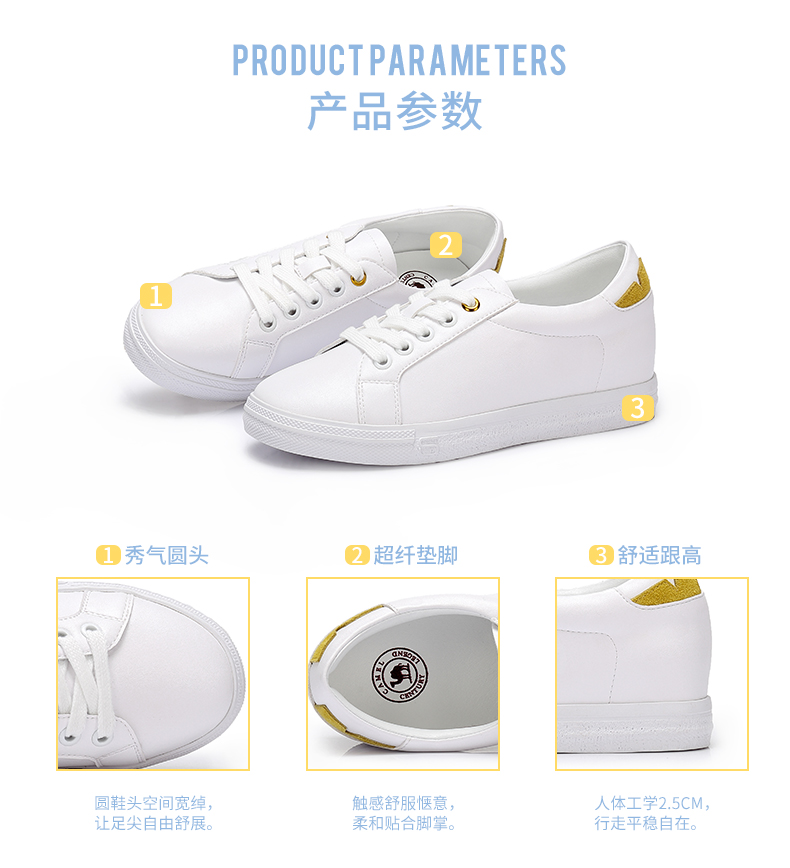 PRODUCT PARAMETERS
产品参数
1
2
3
1 秀气圆头
2 超纤垫脚
3 舒适跟高
CAMEL
CENTURY
LEGEND
圆鞋头空间宽绰，
让足尖自由舒展。
触感舒服惬意，
柔和贴合脚掌。
人体工学2.5CM，
行走平稳自在。